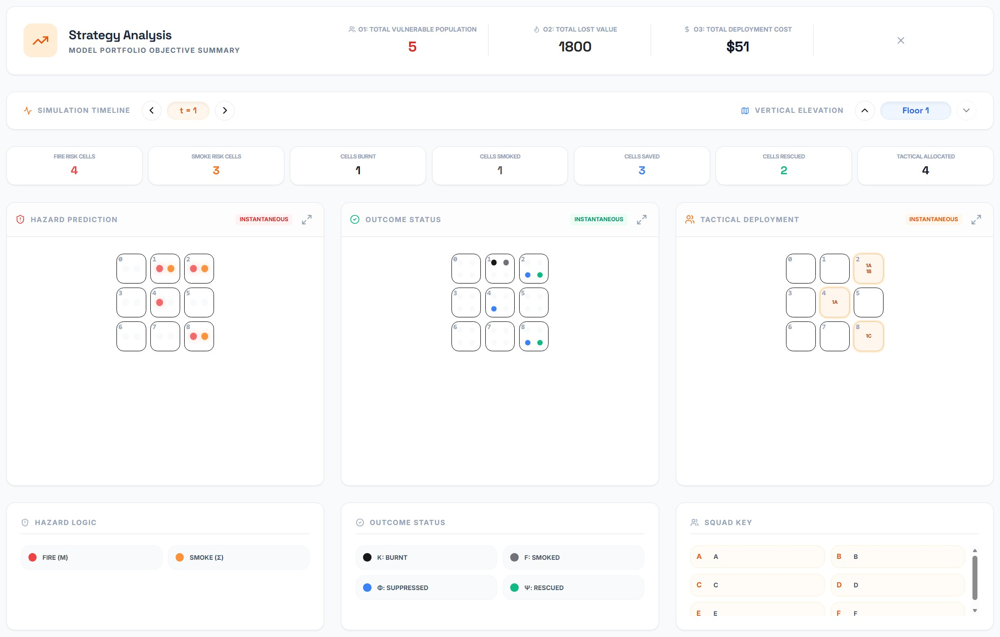 Strategy Analysis
MODEL PORTFOLIO OBJECTIVE SUMMARY
O1: TOTAL VULNERABLE POPULATION
5
O2: TOTAL LOST VALUE
1800
O3: TOTAL DEPLOYMENT COST
$51
SIMULATION TIMELINE
t = 1
VERTICAL ELEVATION
Floor 1
FIRE RISK CELLS
4
SMOKE RISK CELLS
3
CELLS BURNT
1
CELLS SMOKED
1
CELLS SAVED
3
CELLS RESCUED
2
TACTICAL ALLOCATED
4
HAZARD PREDICTION
INSTANTANEOUS
0 1 2
3 4 5
6 7 8
OUTCOME STATUS
INSTANTANEOUS
0 1 2
3 4 5
6 7 8
TACTICAL DEPLOYMENT
INSTANTANEOUS
0 1 2
1A
1B
3 4 5
1A
6 7 8
1C
HAZARD LOGIC
FIRE (M)
SMOKE (Σ)
OUTCOME STATUS
K: BURNT
F: SMOKED
Φ: SUPPRESSED
Ψ: RESCUED
SQUAD KEY
A A
B B
C C
D D
E E
F F